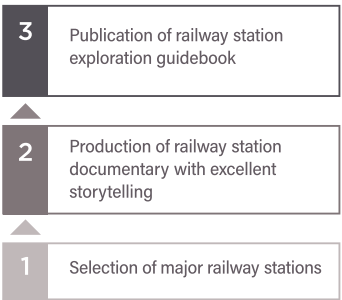 3
Publication of railway station
exploration guidebook
2
Production of railway station
documentary with excellent
storytelling
1
Selection of major railway stations